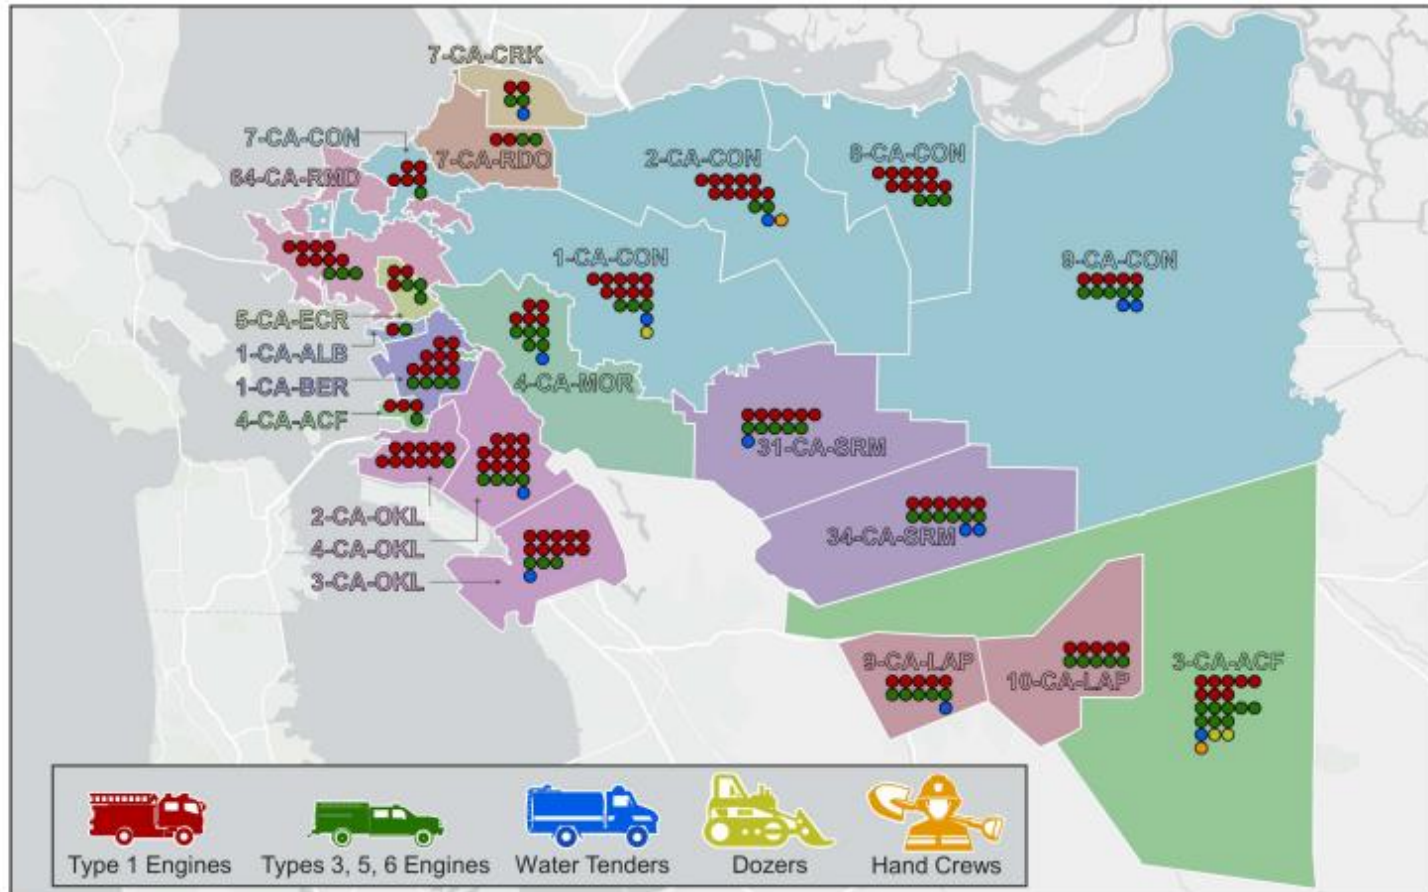 7-CA-CRK
7-CA-CON
7-CA-RDO
2-CA-CON
8-CA-CON
64-CA-RMD
1-CA-CON
9-CA-CON
5-CA-ECR
1-CA-ALB
4-CA-MOR
1-CA-BER
4-CA-ACF
31-CA-SRM
2-CA-OKL
34-CA-SRM
4-CA-OKL
3-CA-OKL
9-CA-LAP
10-CA-LAP
3-CA-ACF
Type 1 Engines
Types 3, 5, 6 Engines
Water Tenders
Dozers
Hand Crews